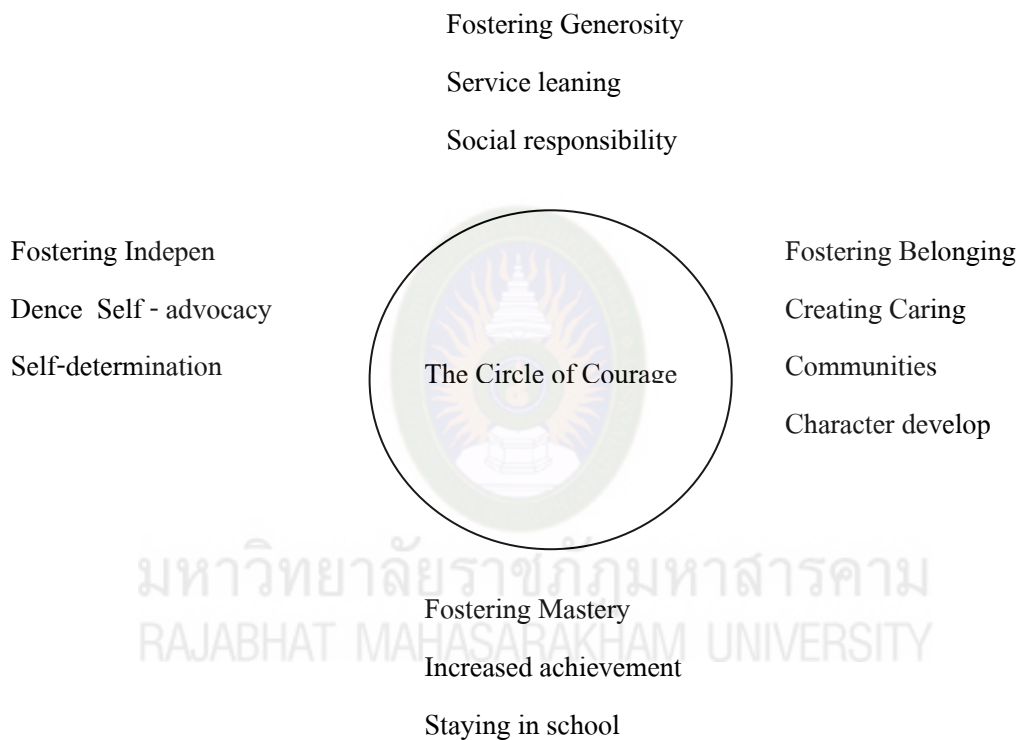 Fostering Generosity
Service leaning
Social responsibility
Fostering Indepen
Dence Self - advocacy
Self-determination
The Circle of Courage
Fostering Belonging
Creating Caring
Communities
Character develop
มหาวิทยาลัยราชภัฏมหาสารคาม
RAJABHAT MAHASARAKHAM UNIVERSITY
Fostering Mastery
Increased achievement
Staying in school